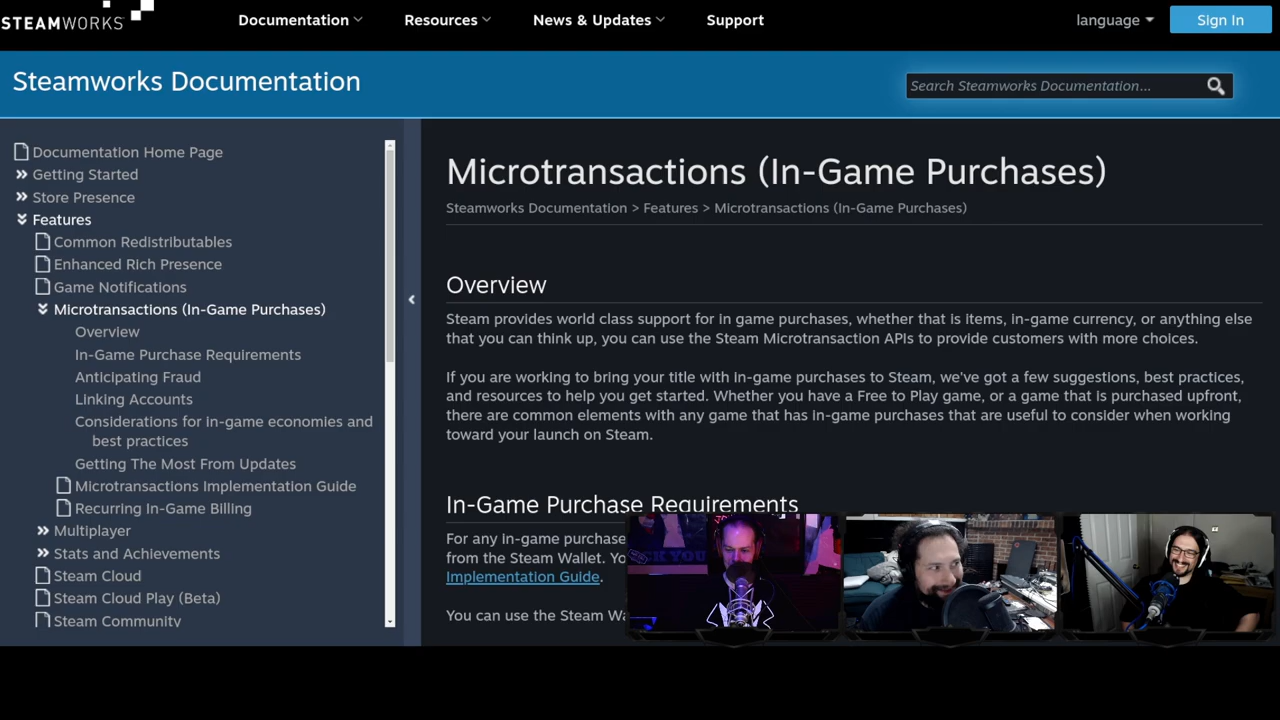 STEAMWORKS
Documentation
Resources
News & Updates
Support
language
Sign In
Steamworks Documentation
Search Steamworks Documentation...
Documentation Home Page
Getting Started
Store Presence
Features
Common Redistributables
Enhanced Rich Presence
Game Notifications
Microtransactions (In-Game Purchases)
Overview
In-Game Purchase Requirements
Anticipating Fraud
Linking Accounts
Considerations for in-game economies and
best practices
Getting The Most From Updates
Microtransactions Implementation Guide
Recurring In-Game Billing
Multiplayer
Stats and Achievements
Steam Cloud
Steam Cloud Play (Beta)
Steam Community
Microtransactions (In-Game Purchases)
Steamworks Documentation > Features > Microtransactions (In-Game Purchases)
Overview
Steam provides world class support for in game purchases, whether that is items, in-game currency, or anything else
that you can think up, you can use the Steam Microtransaction APIs to provide customers with more choices.
If you are working to bring your title with in-game purchases to Steam, we've got a few suggestions, best practices,
and resources to help you get started. Whether you have a Free to Play game, or a game that is purchased upfront,
there are common elements with any game that has in-game purchases that are useful to consider when working
toward your launch on Steam.
In-Game Purchase Requirements
For any in-game purchase
from the Steam Wallet.
Implementation Guide.
You can use the Steam